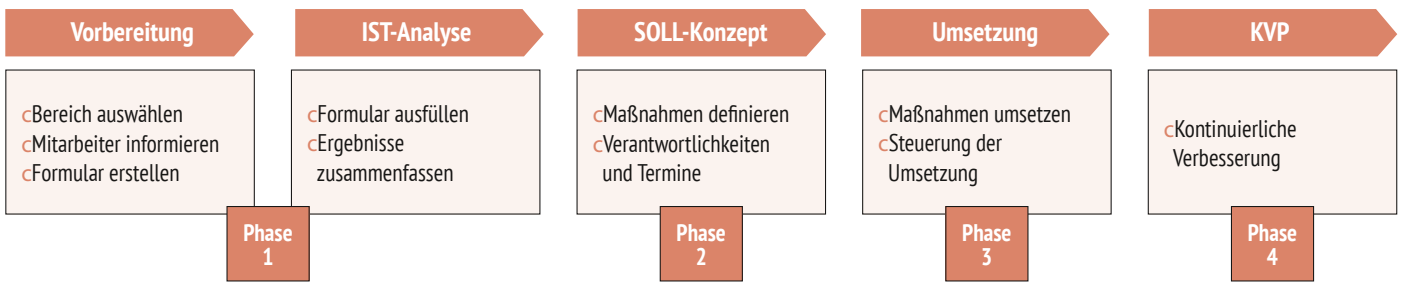 Vorbereitung
IST-Analyse
SOLL-Konzept
Umsetzung
KVP
cBereich auswählen
cMitarbeiter informieren
cFormular erstellen
cFormular ausfüllen
cErgebnisse
zusammenfassen
cMaßnahmen definieren
cVerantwortlichkeiten
und Termine
cMaßnahmen umsetzen
cSteuerung der
Umsetzung
cKontinuierliche
Verbesserung
Phase
1
Phase
2
Phase
3
Phase
4